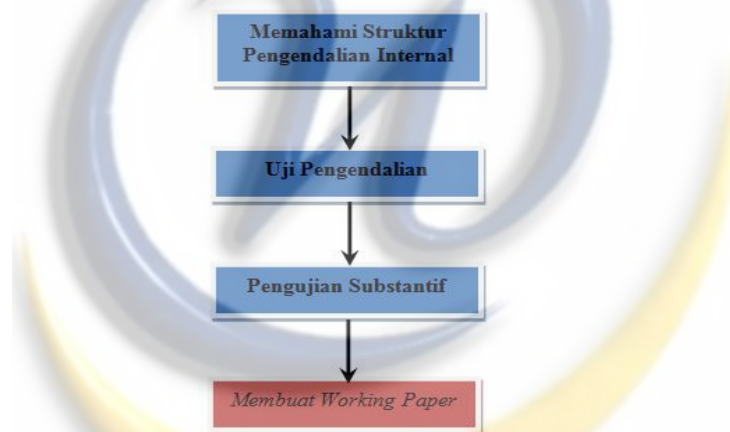 Memahami Struktur
Pengendalian Internal
Uji Pengendalian
Pengujian Substantif
Membuat Working Paper